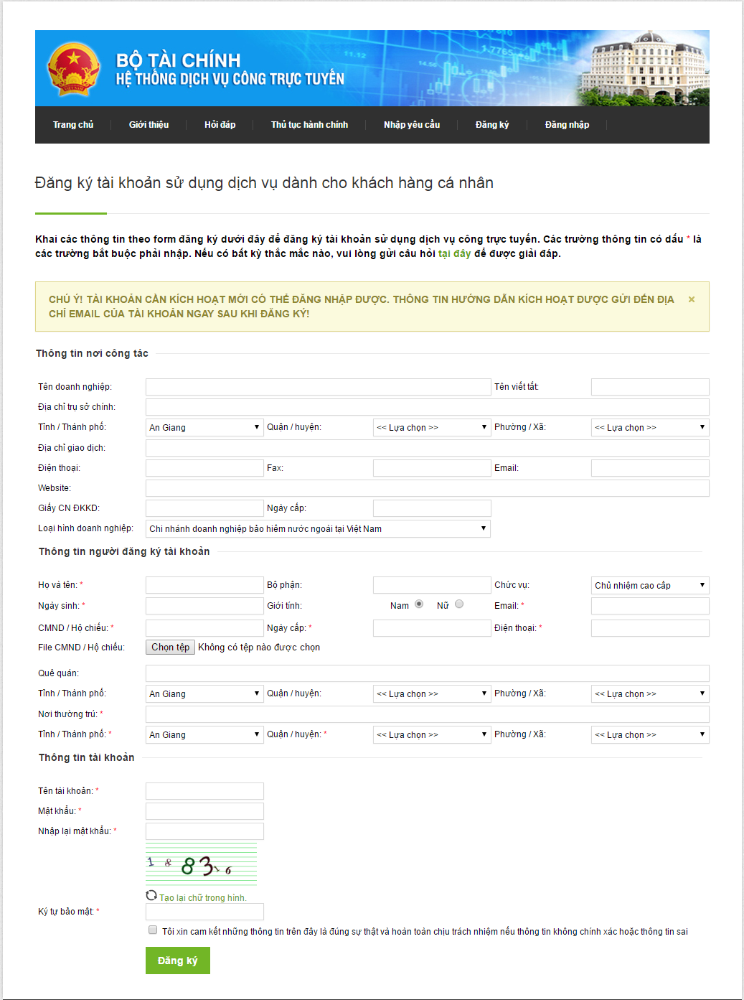 BỘ TÀI CHÍNH
HỆ THỐNG DỊCH VỤ CÔNG TRỰC TUYẾN
Trang chủ Giới thiệu Hỏi đáp Thủ tục hành chính Nhập yêu cầu Đăng ký Đăng nhập
Đăng ký tài khoản sử dụng dịch vụ dành cho khách hàng cá nhân
Khai các thông tin theo form đăng ký dưới đây để đăng ký tài khoản sử dụng dịch vụ công trực tuyến. Các trường thông tin có dấu * là
các trường bắt buộc phải nhập. Nếu có bất kỳ thắc mắc nào, vui lòng gửi câu hỏi tại đây để được giải đáp.
CHÚ Ý! TÀI KHOẢN CẦN KÍCH HOẠT MỚI CÓ THỂ ĐĂNG NHẬP ĐƯỢC. THÔNG TIN HƯỚNG DẪN KÍCH HOẠT ĐƯỢC GỬI ĐẾN ĐỊA ×
CHỈ EMAIL CỦA TÀI KHOẢN NGAY SAU KHI ĐĂNG KÝ!
Thông tin nơi công tác
Tên doanh nghiệp: Tên viết tắt:
Địa chỉ trụ sở chính:
Tỉnh / Thành phố: An Giang Quận / huyện: << Lựa chọn >> Phường / Xã: << Lựa chọn >>
Địa chỉ giao dịch:
Điện thoại: Fax: Email:
Website:
Giấy CN ĐKKD: Ngày cấp:
Loại hình doanh nghiệp: Chi nhánh doanh nghiệp bảo hiểm nước ngoài tại Việt Nam
Thông tin người đăng ký tài khoản
Họ và tên: * Bộ phận: Chức vụ: Chủ nhiệm cao cấp
Ngày sinh: * Giới tính: Nam Nữ Email: *
CMND / Hộ chiếu: * Ngày cấp: * Điện thoại: *
File CMND / Hộ chiếu: Chọn tệp Không có tệp nào được chọn
Quê quán:
Tỉnh / Thành phố: An Giang Quận / huyện: << Lựa chọn >> Phường / Xã: << Lựa chọn >>
Nơi thường trú: *
Tỉnh / Thành phố: * An Giang Quận / huyện: * << Lựa chọn >> Phường / Xã: << Lựa chọn >>
Thông tin tài khoản
Tên tài khoản: *
Mật khẩu: *
Nhập lại mật khẩu: *
1 8 8 3 1 6
Tạo lại chữ trong hình.
Ký tự bảo mật: *
Tôi xin cam kết những thông tin trên đây là đúng sự thật và hoàn toàn chịu trách nhiệm nếu thông tin không chính xác hoặc thông tin sai
Đăng ký